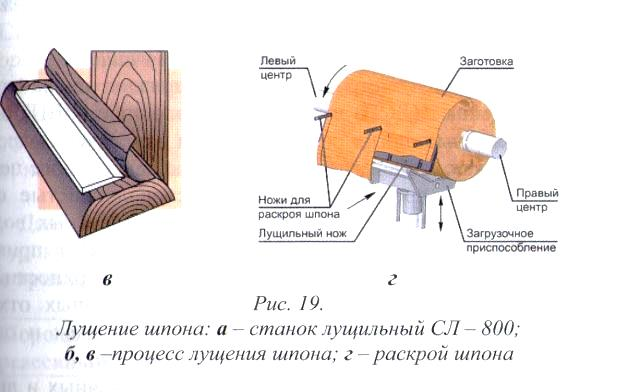 Левый
центр
Заготовка
Ножи для
раскроя шпона
Лущильный нож
Правый
центр
Загрузочное
приспособление
в
г
Рис. 19.
Лущение шпона: а – станок лущильный СЛ – 800;
б, в –процесс лущения шпона; г – раскрой шпона